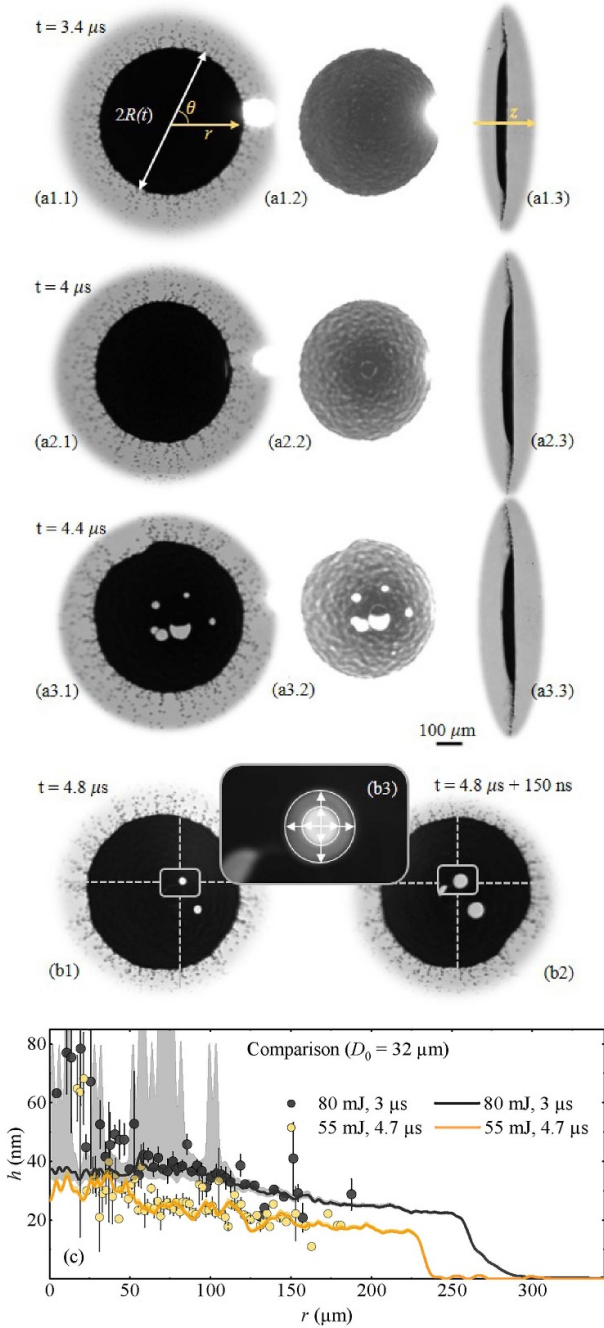 t = 3.4 μs
2R(t)
θ
r
z
(a1.1)
(a1.2)
(a1.3)
t = 4 μs
(a2.1)
(a2.2)
(a2.3)
t = 4.4 μs
(a3.1)
(a3.2)
(a3.3)
100 μm
t = 4.8 μs
(b3)
t = 4.8 μs + 150 ns
(b1)
(b2)
80
60
40
20
h (nm)
Comparison (D₀ = 32 μm)
80 mJ, 3 μs
80 mJ, 3 μs
55 mJ, 4.7 μs
55 mJ, 4.7 μs
(c)
0 50 100 150 200 250 300
r (μm)